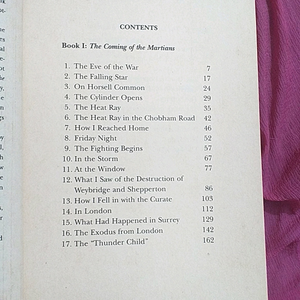 CONTENTS
Book I: The Coming of the Martians
1. The Eve of the War 7
2. The Falling Star 17
3. On Horsell Common 24
4. The Cylinder Opens 29
5. The Heat Ray 35
6. The Heat Ray in the Chobham Road 42
7. How I Reached Home 46
8. Friday Night 52
9. The Fighting Begins 57
10. In the Storm 67
11. At the Window 77
12. What I Saw of the Destruction of
Weybridge and Shepperton 86
13. How I Fell in with the Curate 103
14. In London 112
15. What Had Happened in Surrey 129
16. The Exodus from London 142
17. The "Thunder Child" 162